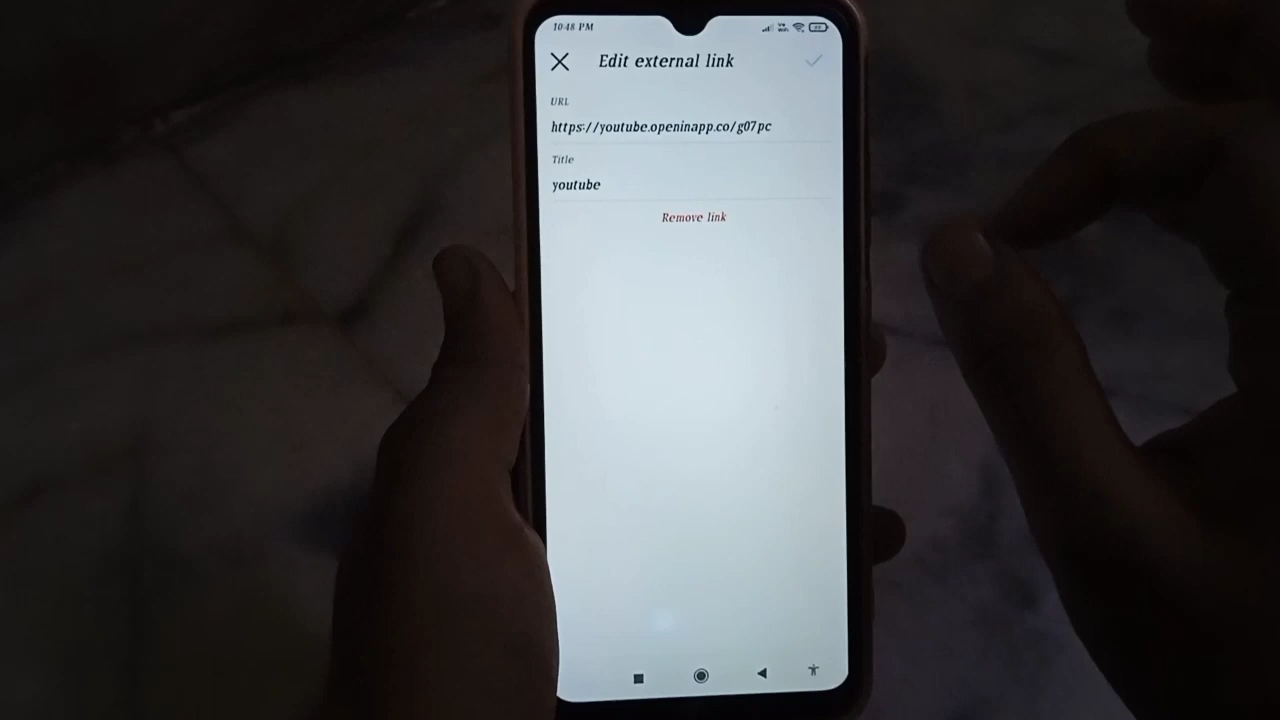 10:48 PM
Edit external link
URL
https://youtube.openinapp.co/g07pc
Title
youtube
Remove link